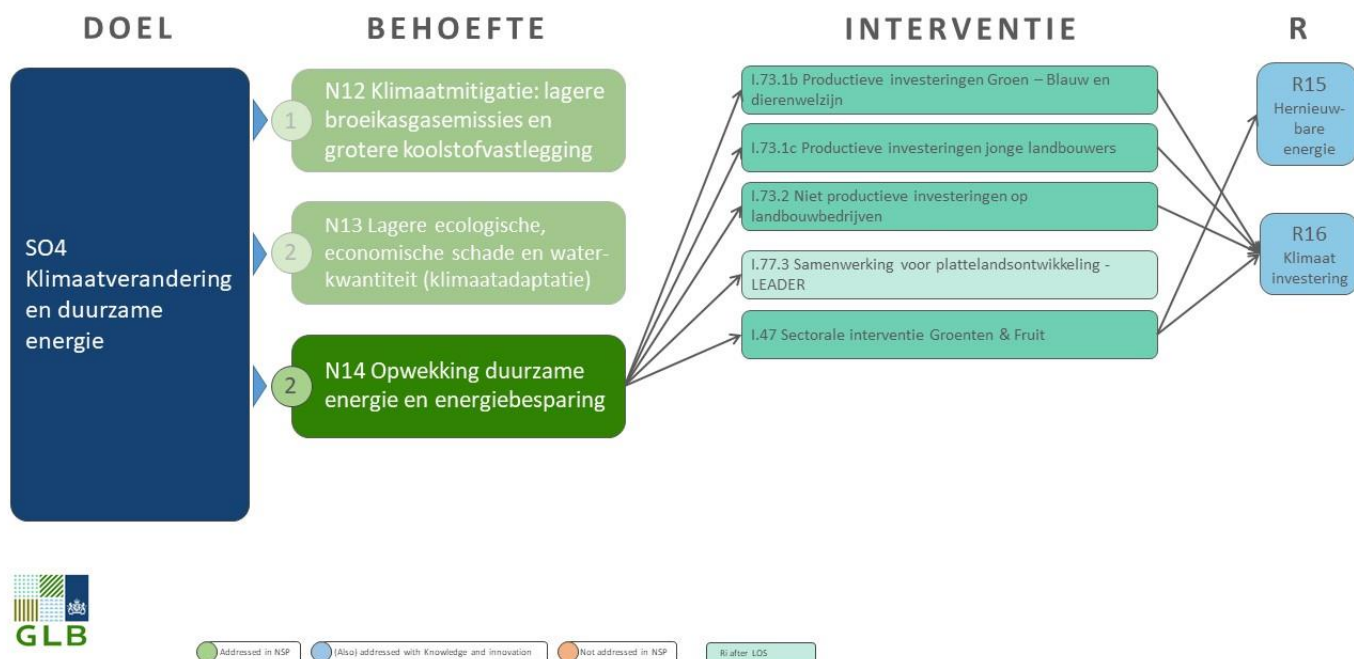 DOEL
BEHOEFTE
INTERVENTIE
R
SO4
Klimaatverandering
en duurzame
energie
1
N12 Klimaatmitigatie: lagere
broeikasgasemissies en
grotere koolstofvastlegging
2
N13 Lagere ecologische,
economische schade en water-
kwantiteit (klimaatadaptatie)
2
N14 Opwekking duurzame
energie en energiebesparing
I.73.1b Productieve investeringen Groen – Blauw en
dierenwelzijn
I.73.1c Productieve investeringen jonge landbouwers
I.73.2 Niet productieve investeringen op
landbouwbedrijven
I.77.3 Samenwerking voor plattelandsontwikkeling -
LEADER
I.47 Sectorale interventie Groenten & Fruit
R15
Hernieuw-
bare
energie
R16
Klimaat
investering
GLB
Addressed in NSP
(Also) addressed with Knowledge and innovation
Not addressed in NSP
Ri after LOS